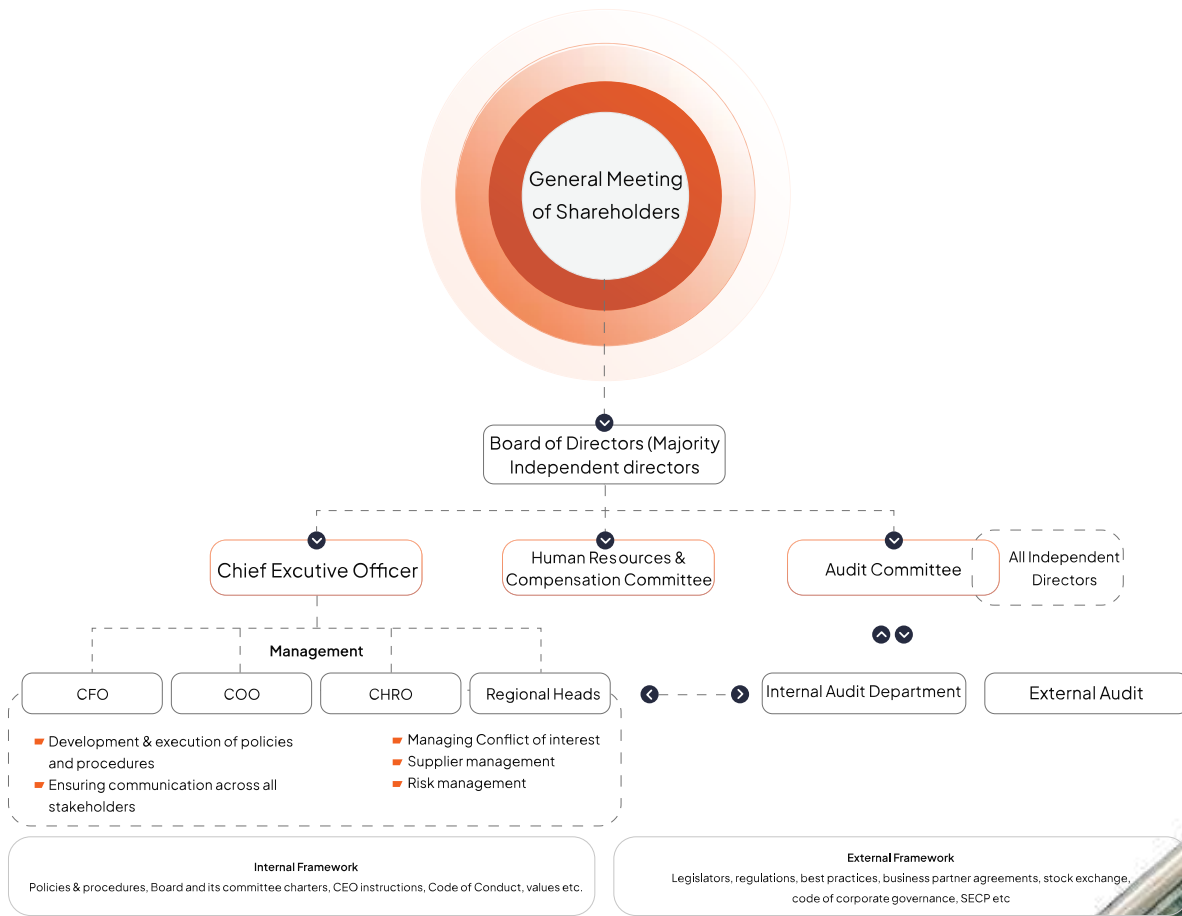 General Meeting
of Shareholders
Board of Directors (Majority
Independent directors
Chief Excutive Officer
Human Resources &
Compensation Committee
Audit Committee
All Independent
Directors
Management
CFO
COO
CHRO
Regional Heads
Internal Audit Department
External Audit
Development & execution of policies
and procedures
Ensuring communication across all
stakeholders
Managing Conflict of interest
Supplier management
Risk management
Internal Framework
Policies & procedures, Board and its committee charters, CEO instructions, Code of Conduct, values etc.
External Framework
Legislators, regulations, best practices, business partner agreements, stock exchange,
code of corporate governance, SECP etc